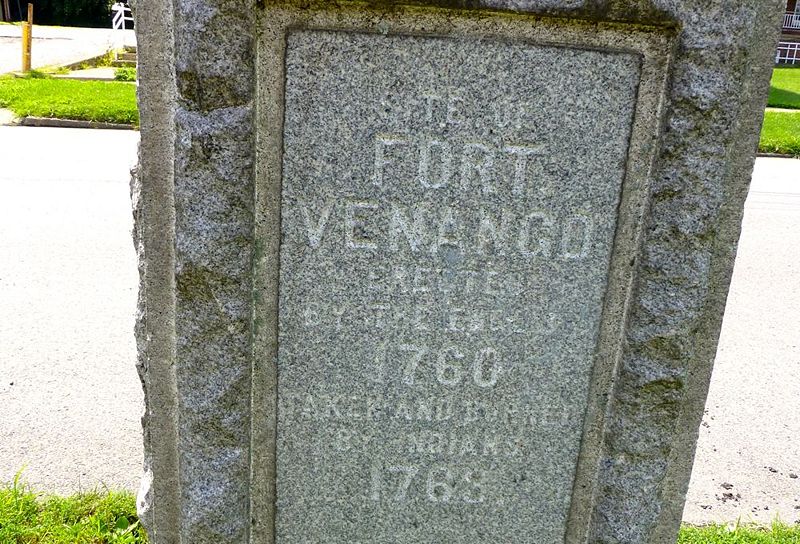 SITE OF
FORT
VENANGO
ERECTED
BY THE ENGLISH
1760
TAKEN AND BURNED
BY INDIANS
1763.